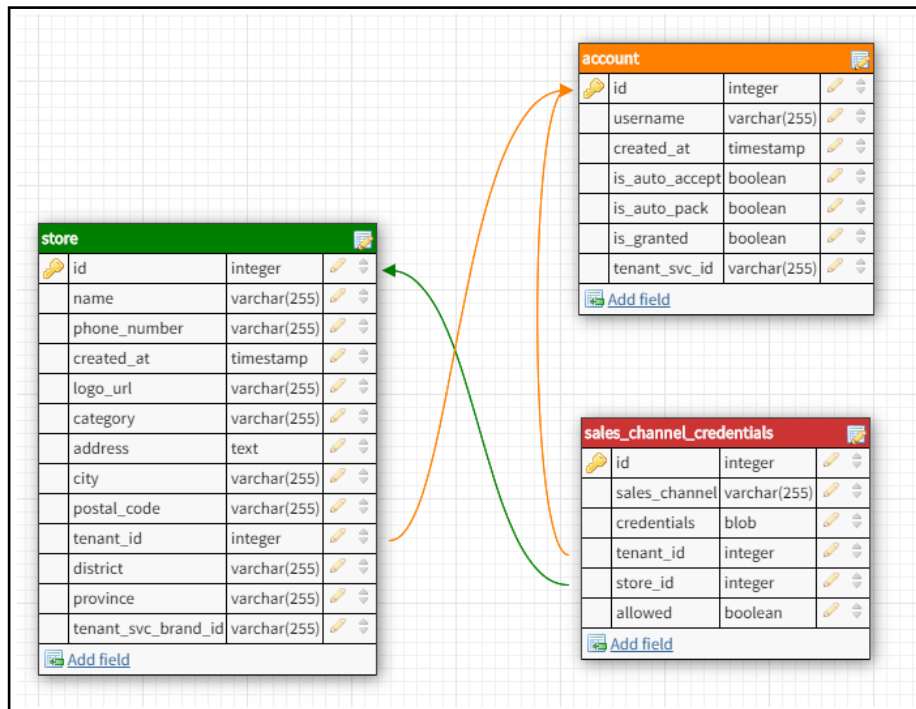 account
id integer
username varchar(255)
created_at timestamp
is_auto_accept boolean
is_auto_pack boolean
is_granted boolean
tenant_svc_id varchar(255)
Add field
store
id integer
name varchar(255)
phone_number varchar(255)
created_at timestamp
logo_url varchar(255)
category varchar(255)
address text
city varchar(255)
postal_code varchar(255)
tenant_id integer
district varchar(255)
province varchar(255)
tenant_svc_brand_id varchar(255)
Add field
sales_channel_credentials
id integer
sales_channel varchar(255)
credentials blob
tenant_id integer
store_id integer
allowed boolean
Add field